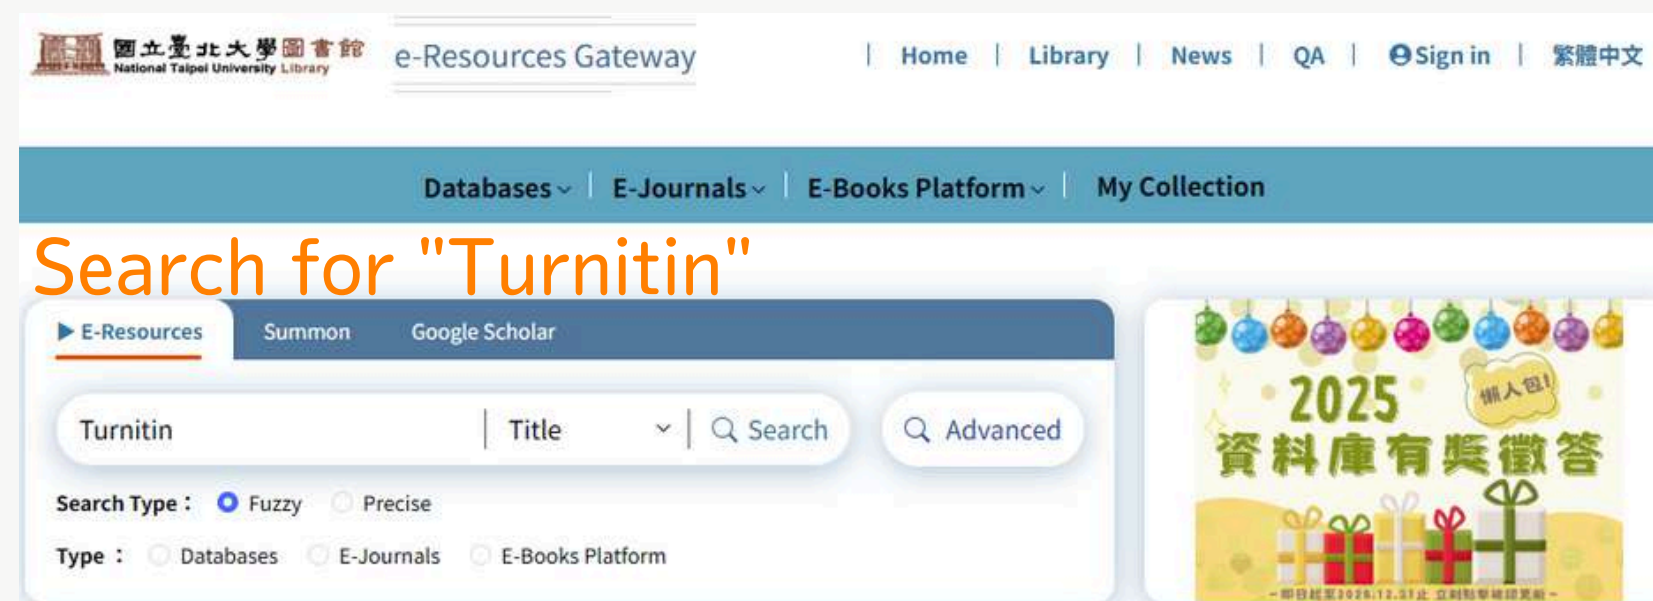 國立臺北大學圖書館
National Taipei University Library
e-Resources Gateway
| Home | Library | News | QA | Sign in | 繁體中文
Databases | E-Journals | E-Books Platform | My Collection
Search for "Turnitin"
E-Resources Summon Google Scholar
Turnitin | Title | Search Advanced
Search Type： Fuzzy Precise
Type： Databases E-Journals E-Books Platform
懶人包!
2025
資料庫有獎徵答